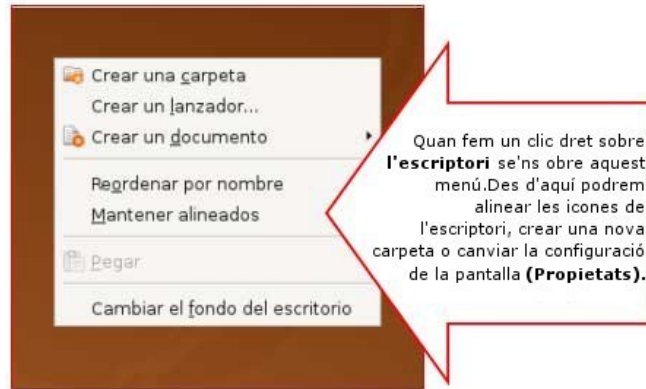 Crear una carpeta
Crear un lanzador...
Crear un documento
Reordenar por nombre
Mantener alineados
Pegar
Cambiar el fondo del escritorio
Quan fem un clic dret sobre
l'escriptori se'ns obre aquest
menú.Des d'aquí podrem
alinear les icones de
l'escriptori, crear una nova
carpeta o canviar la configuració
de la pantalla (Propietats).